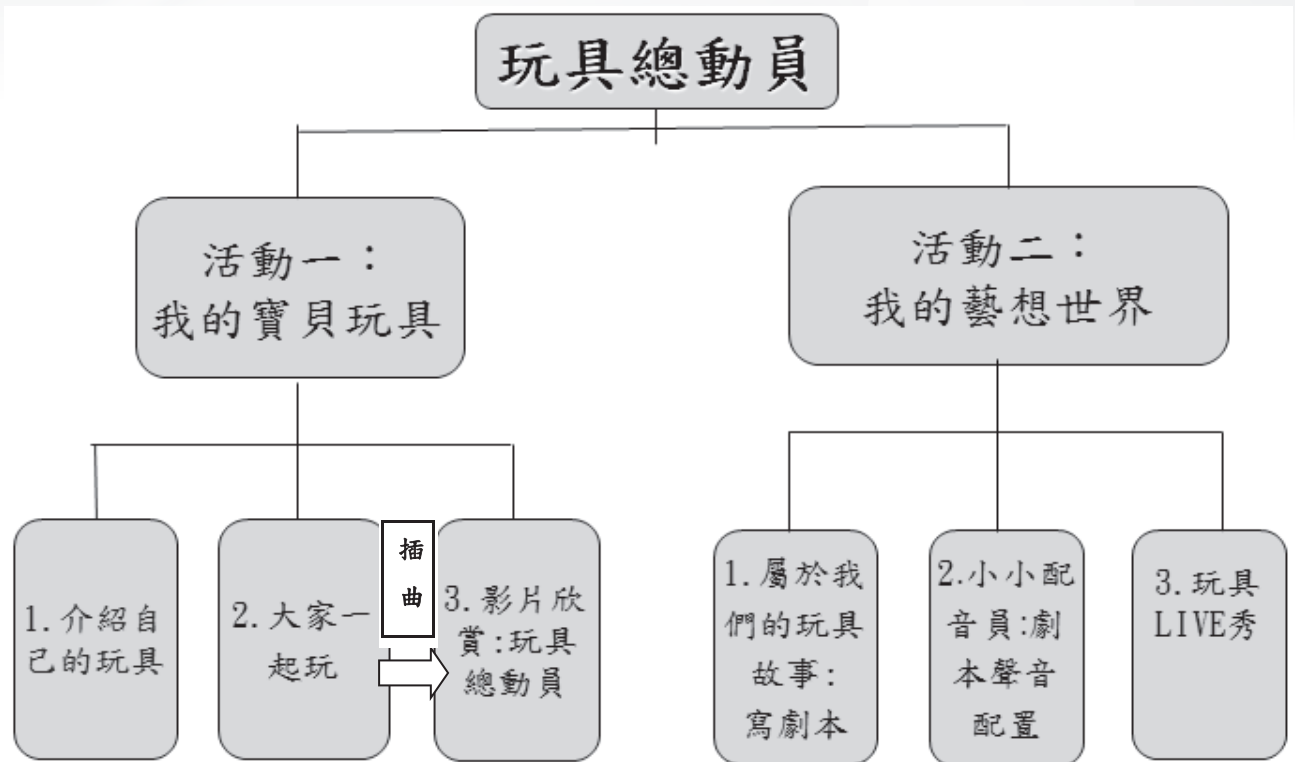 玩具總動員
活動一：
我的寶貝玩具
活動二：
我的藝想世界
1.介紹自
己的玩具
2.大家一
起玩
插
曲
3.影片欣
賞:玩具
總動員
1.屬於我
們的玩具
故事:
寫劇本
2.小小配
音員:劇
本聲音
配置
3.玩具
LIVE秀